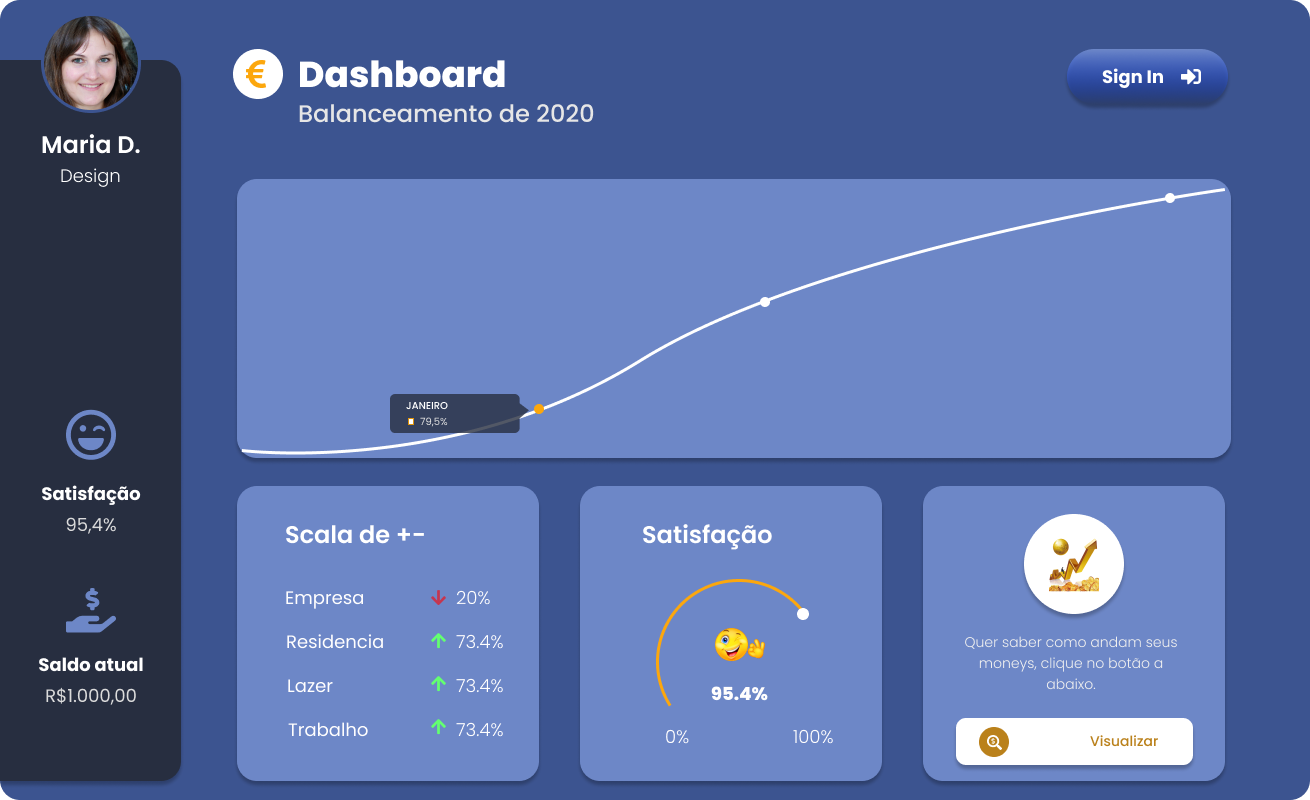 Maria D.
Design
Satisfação
95,4%
Saldo atual
R$1.000,00
€ Dashboard
Balanceamento de 2020
Sign In
JANEIRO
79,5%
Scala de +-
Empresa 20%
Residencia 73.4%
Lazer 73.4%
Trabalho 73.4%
Satisfação
95.4%
0% 100%
Quer saber como andam seus
moneys, clique no botão a
abaixo.
Visualizar